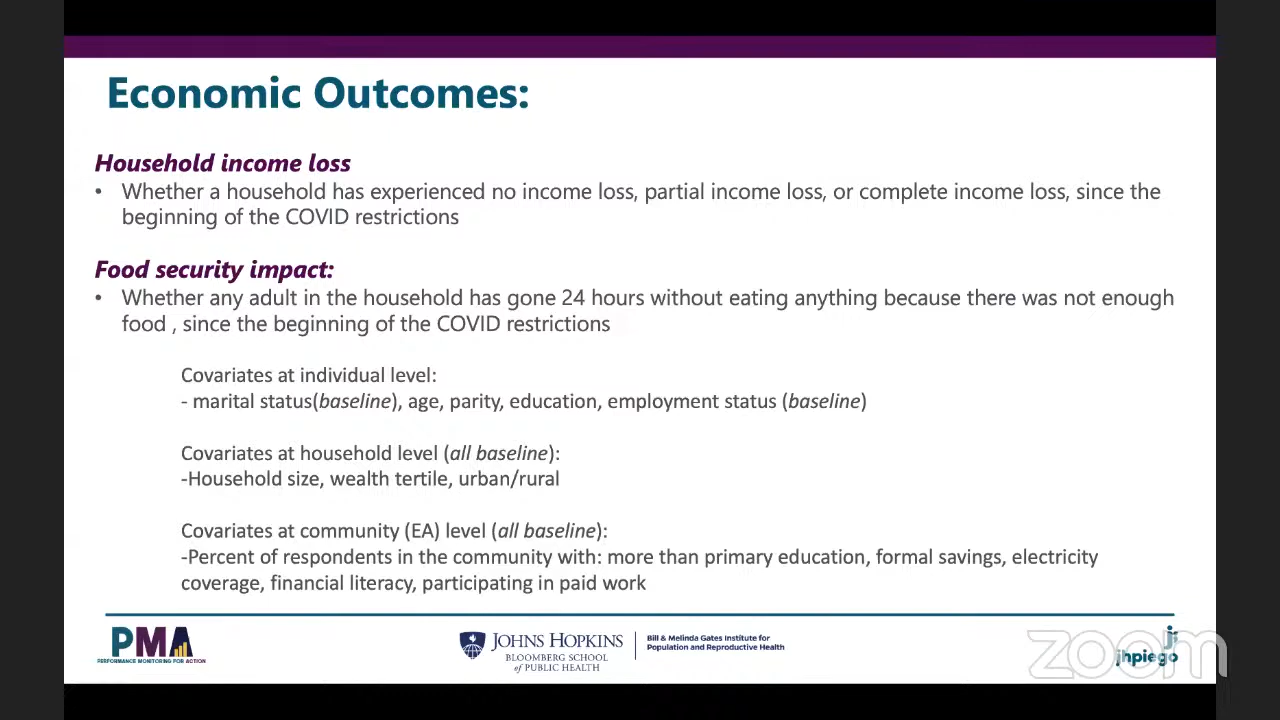 Economic Outcomes:
Household income loss
• Whether a household has experienced no income loss, partial income loss, or complete income loss, since the
beginning of the COVID restrictions
Food security impact:
• Whether any adult in the household has gone 24 hours without eating anything because there was not enough
food , since the beginning of the COVID restrictions
Covariates at individual level:
- marital status(baseline), age, parity, education, employment status (baseline)
Covariates at household level (all baseline):
-Household size, wealth tertile, urban/rural
Covariates at community (EA) level (all baseline):
-Percent of respondents in the community with: more than primary education, formal savings, electricity
coverage, financial literacy, participating in paid work
PMA
PERFORMANCE MONITORING FOR ACTION
JOHNS HOPKINS
BLOOMBERG SCHOOL
of PUBLIC HEALTH
Bill & Melinda Gates Institute for
Population and Reproductive Health
jhpiego
zoom